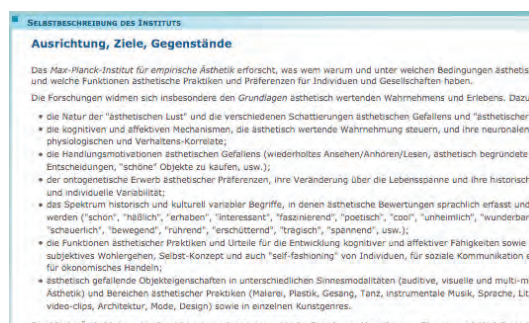 SELBSTBESCHREIBUNG DES INSTITUTS
Ausrichtung, Ziele, Gegenstände
Das Max-Planck-Institut für empirische Ästhetik erforscht, was wem warum und unter welchen Bedingungen ästhetis
und welche Funktionen ästhetische Praktiken und Präferenzen für Individuen und Gesellschaften haben.
Die Forschungen widmen sich insbesondere den Grundlagen ästhetisch wertenden Wahrnehmens und Erlebens. Dazu
• die Natur der "ästhetischen Lust" und die verschiedenen Schattierungen ästhetischen Gefallens und "ästhetischer
• die kognitiven und affektiven Mechanismen, die ästhetisch wertende Wahrnehmung steuern, und ihre neuronalen
physiologischen und Verhaltens-Korrelate;
• die Handlungsmotivationen ästhetischen Gefallens (wiederholtes Ansehen/Anhören/Lesen, ästhetisch begründete
Entscheidungen, "schöne" Objekte zu kaufen, usw.);
• der ontogenetische Erwerb ästhetischer Präferenzen, ihre Veränderung über die Lebensspanne und ihre historisch
und individuelle Variabilität;
• das Spektrum historisch und kulturell variabler Begriffe, in denen ästhetische Bewertungen sprachlich erfasst und
werden ("schön", "häßlich", "erhaben", "interessant", "faszinierend", "poetisch", "cool", "unheimlich", "wunderbar
"schauerlich", "bewegend", "rührend", "erschütternd", "tragisch", "spannend", usw.);
• die Funktionen ästhetischer Praktiken und Urteile für die Entwicklung kognitiver und affektiver Fähigkeiten sowie
subjektives Wohlergehen, Selbst-Konzept und auch "self-fashioning" von Individuen, für soziale Kommunikation
für ökonomisches Handeln;
• ästhetisch gefallende Objekteigenschaften in unterschiedlichen Sinnesmodalitäten (auditive, visuelle und multi-m
Ästhetik) und Bereichen ästhetischer Praktiken (Malerei, Plastik, Gesang, Tanz, instrumentale Musik, Sprache, Lit
video-clips, Architektur, Mode, Design) sowie in einzelnen Kunstgenres.